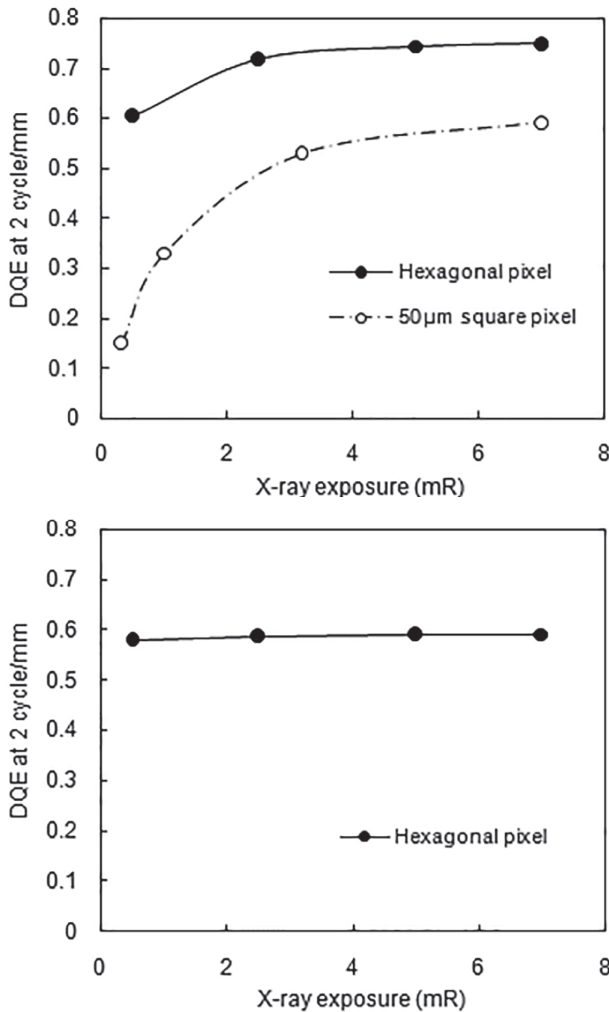 0.8
0.7
0.6
0.5
0.4
0.3
0.2
0.1
0
DQE at 2 cycle/mm
Hexagonal pixel
50µm square pixel
0 2 4 6 8
X-ray exposure (mR)
0.8
0.7
0.6
0.5
0.4
0.3
0.2
0.1
0
DQE at 2 cycle/mm
Hexagonal pixel
0 2 4 6 8
X-ray exposure (mR)